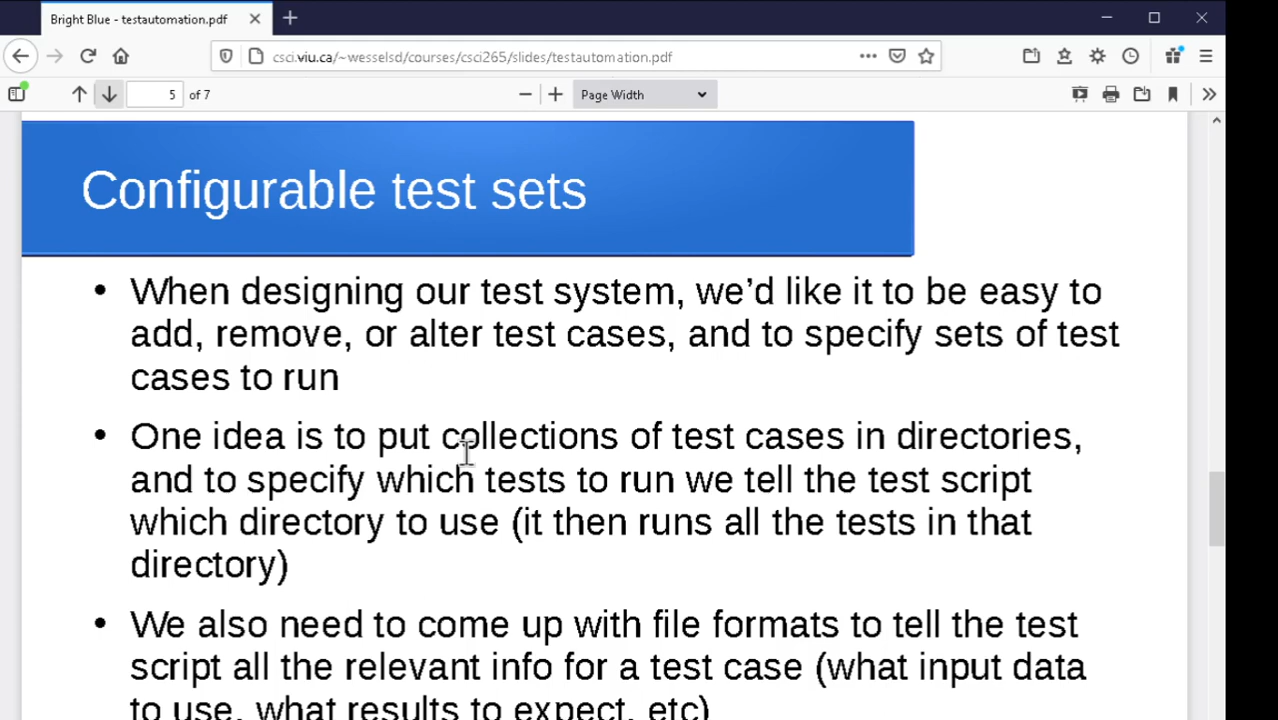 Bright Blue - testautomation.pdf
csci.viu.ca/~wesselsd/courses/csci265/slides/testautomation.pdf
5 of 7
Page Width
Configurable test sets
• When designing our test system, we’d like it to be easy to
add, remove, or alter test cases, and to specify sets of test
cases to run
• One idea is to put collections of test cases in directories,
and to specify which tests to run we tell the test script
which directory to use (it then runs all the tests in that
directory)
• We also need to come up with file formats to tell the test
script all the relevant info for a test case (what input data
to use, what results to expect, etc)